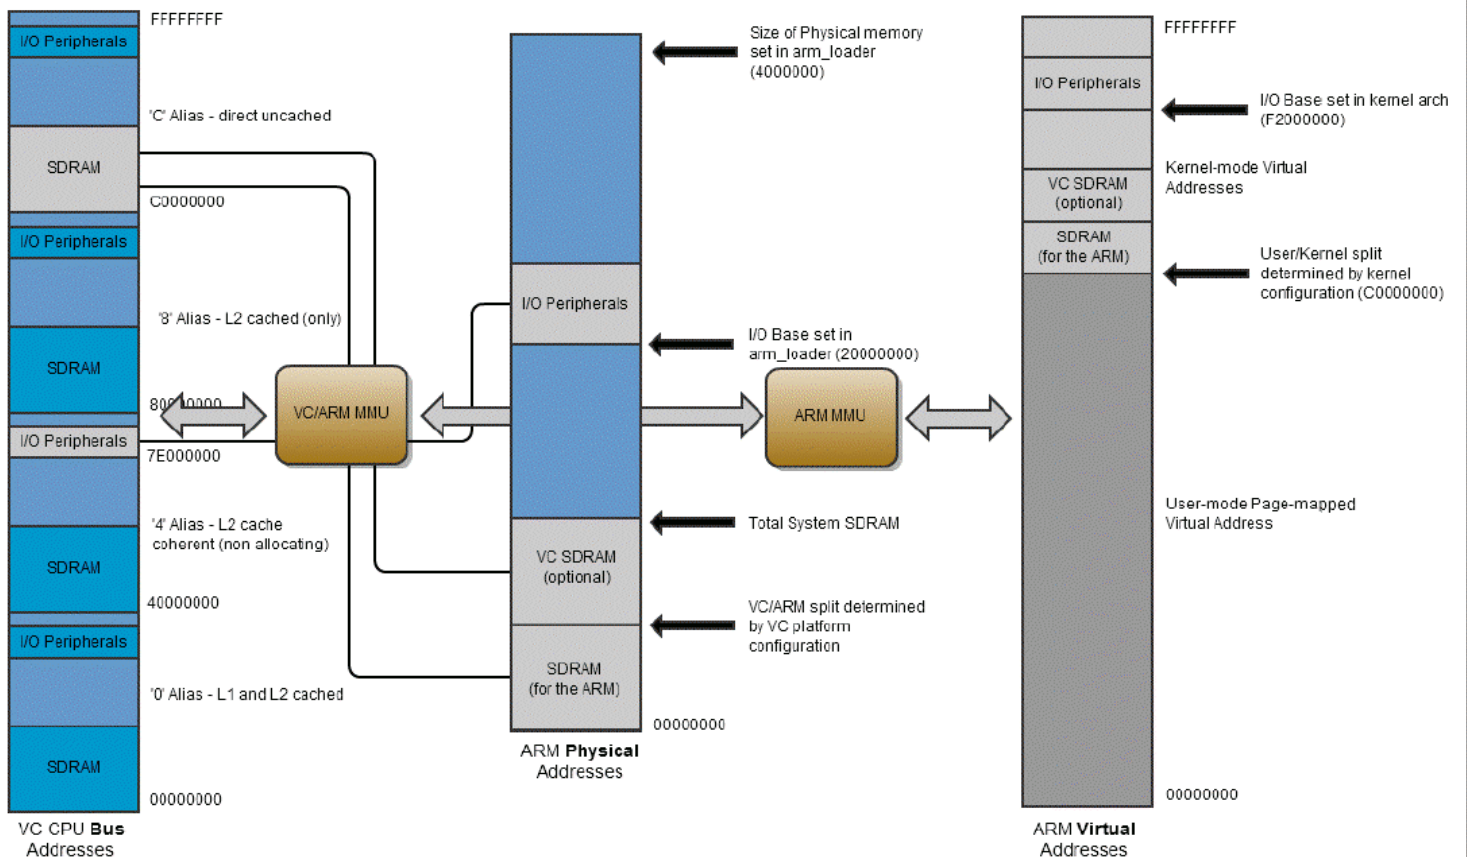 FFFFFFFF
I/O Peripherals
'C' Alias - direct uncached
SDRAM
C0000000
I/O Peripherals
'8' Alias - L2 cached (only)
SDRAM
I/O Peripherals
7E000000
'4' Alias - L2 cache
coherent (non allocating)
SDRAM
40000000
I/O Peripherals
'0' Alias - L1 and L2 cached
SDRAM
00000000
VC CPU Bus
Addresses
VC/ARM MMU
Size of Physical memory
set in arm_loader
(4000000)
I/O Peripherals
I/O Base set in
arm_loader (20000000)
Total System SDRAM
VC SDRAM
(optional)
VC/ARM split determined
by VC platform
configuration
SDRAM
(for the ARM)
00000000
ARM Physical
Addresses
ARM MMU
FFFFFFFF
I/O Peripherals
I/O Base set in kernel arch
(F2000000)
Kernel-mode Virtual
Addresses
VC SDRAM
(optional)
SDRAM
(for the ARM)
User/Kernel split
determined by kernel
configuration (C0000000)
User-mode Page-mapped
Virtual Address
00000000
ARM Virtual
Addresses